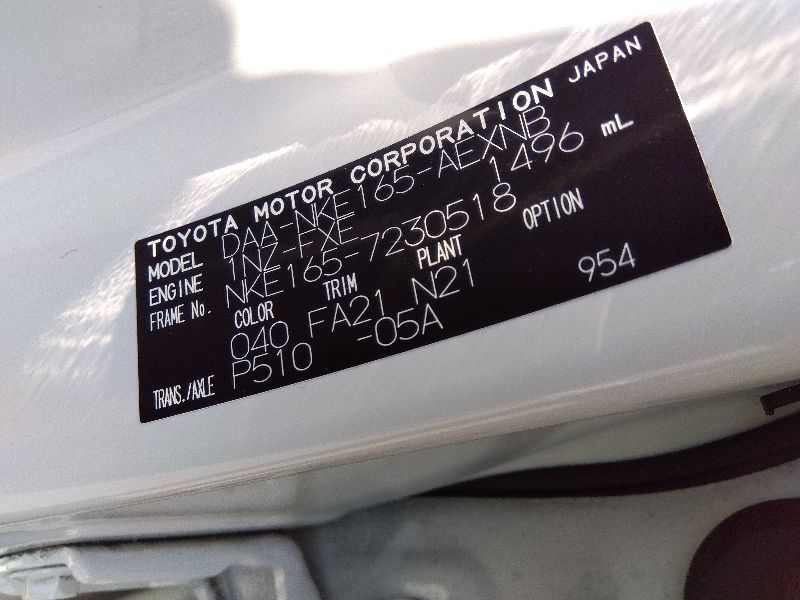 TOYOTA MOTOR CORPORATION JAPAN
MODEL DAA-NKE165-AEXNB
ENGINE 1NZ-FXE 1496 mL
FRAME No. NKE165-7230518
COLOR TRIM PLANT OPTION
040 FA21 N21 954
TRANS./AXLE P510 -05A